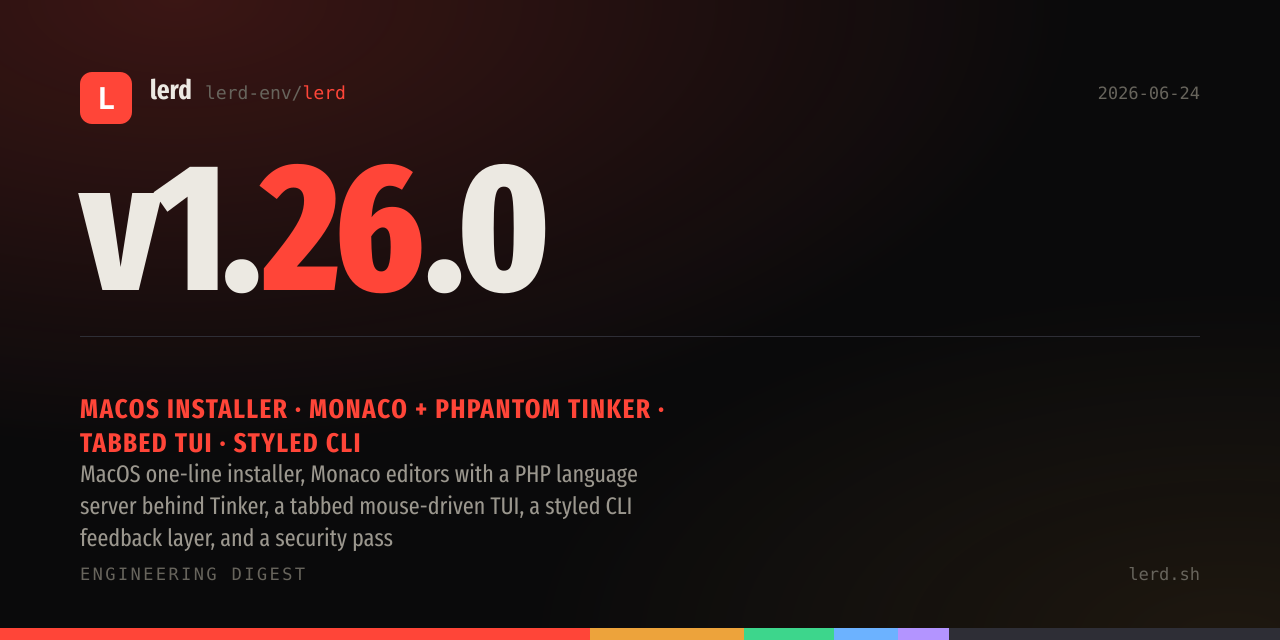 L lerd lerd-env/lerd 2026-06-24
v1.26.0
MACOS INSTALLER · MONACO + PHPANTOM TINKER ·
TABBED TUI · STYLED CLI
MacOS one-line installer, Monaco editors with a PHP language
server behind Tinker, a tabbed mouse-driven TUI, a styled CLI
feedback layer, and a security pass
ENGINEERING DIGEST lerd.sh